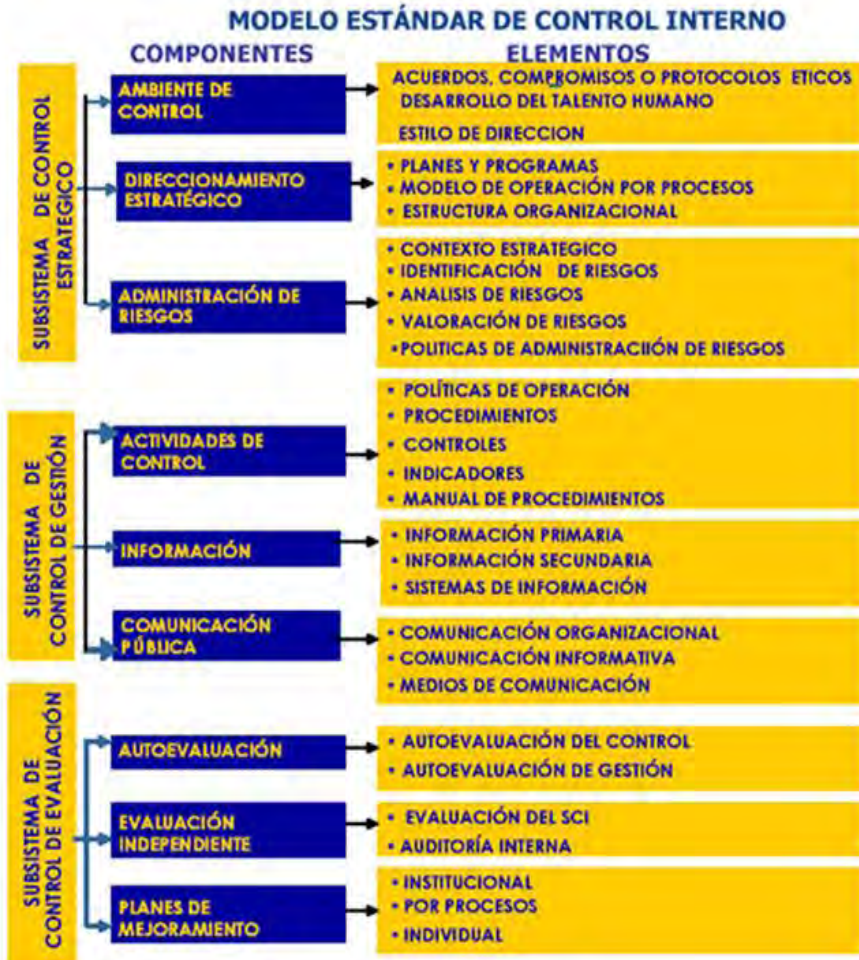 MODELO ESTÁNDAR DE CONTROL INTERNO
COMPONENTES
ELEMENTOS
SUBSISTEMA DE CONTROL
ESTRATEGICO
AMBIENTE DE
CONTROL
ACUERDOS, COMPROMISOS O PROTOCOLOS ETICOS
DESARROLLO DEL TALENTO HUMANO
ESTILO DE DIRECCION
DIRECCIONAMIENTO
ESTRATÉGICO
• PLANES Y PROGRAMAS
• MODELO DE OPERACIÓN POR PROCESOS
• ESTRUCTURA ORGANIZACIONAL
ADMINISTRACIÓN DE
RIESGOS
• CONTEXTO ESTRATEGICO
• IDENTIFICACIÓN DE RIESGOS
• ANALISIS DE RIESGOS
• VALORACIÓN DE RIESGOS
•POLITICAS DE ADMINISTRACIIÓN DE RIESGOS
SUBSISTEMA DE
CONTROL DE GESTIÓN
ACTIVIDADES DE
CONTROL
• POLÍTICAS DE OPERACIÓN
• PROCEDIMIENTOS
• CONTROLES
• INDICADORES
• MANUAL DE PROCEDIMIENTOS
INFORMACIÓN
• INFORMACIÓN PRIMARIA
• INFORMACIÓN SECUNDARIA
• SISTEMAS DE INFORMACIÓN
COMUNICACIÓN
PÚBLICA
• COMUNICACIÓN ORGANIZACIONAL
• COMUNICACIÓN INFORMATIVA
• MEDIOS DE COMUNICACIÓN
SUBSISTEMA DE
CONTROL DE EVALUACIÓN
AUTOEVALUACIÓN
• AUTOEVALUACIÓN DEL CONTROL
• AUTOEVALUACIÓN DE GESTIÓN
EVALUACIÓN
INDEPENDIENTE
• EVALUACIÓN DEL SCI
• AUDITORÍA INTERNA
PLANES DE
MEJORAMIENTO
• INSTITUCIONAL
• POR PROCESOS
• INDIVIDUAL